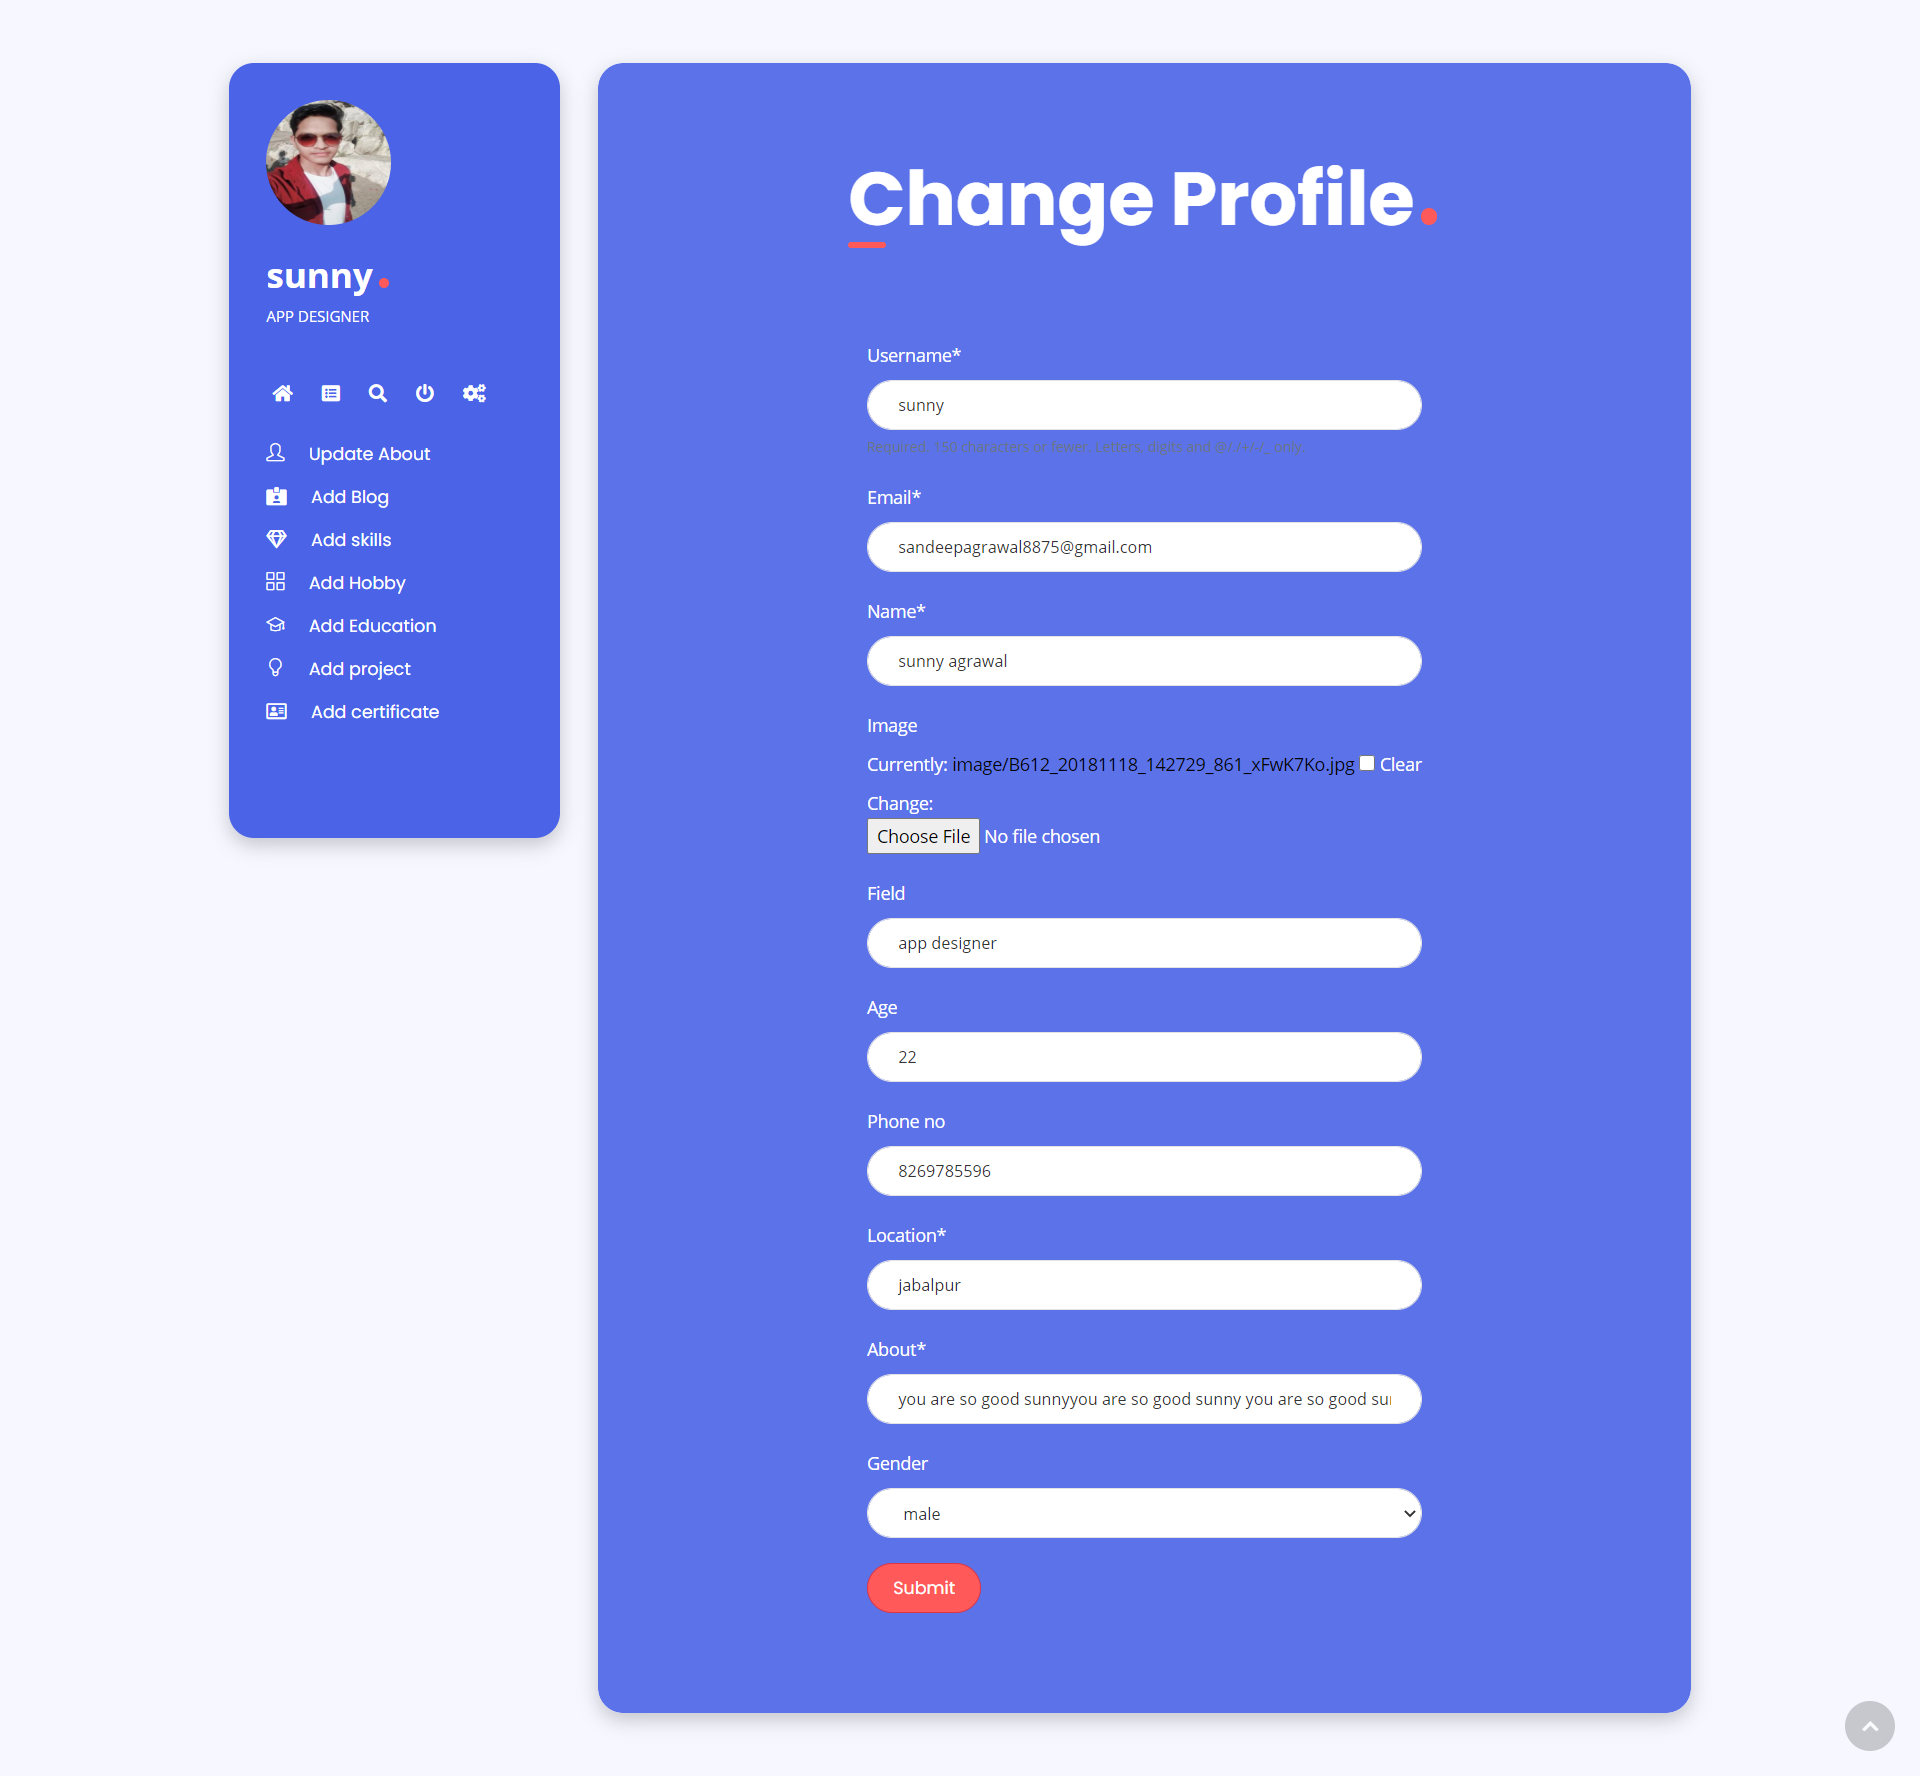 sunny.
APP DESIGNER
Update About
Add Blog
Add skills
Add Hobby
Add Education
Add project
Add certificate
Change Profile.
Username*
sunny
Required. 150 characters or fewer. Letters, digits and @/./+/-/_ only.
Email*
sandeepagrawal8875@gmail.com
Name*
sunny agrawal
Image
Currently: image/B612_20181118_142729_861_xFwK7Ko.jpg Clear
Change:
Choose File No file chosen
Field
app designer
Age
22
Phone no
8269785596
Location*
jabalpur
About*
you are so good sunnyyou are so good sunny you are so good su
Gender
male
Submit